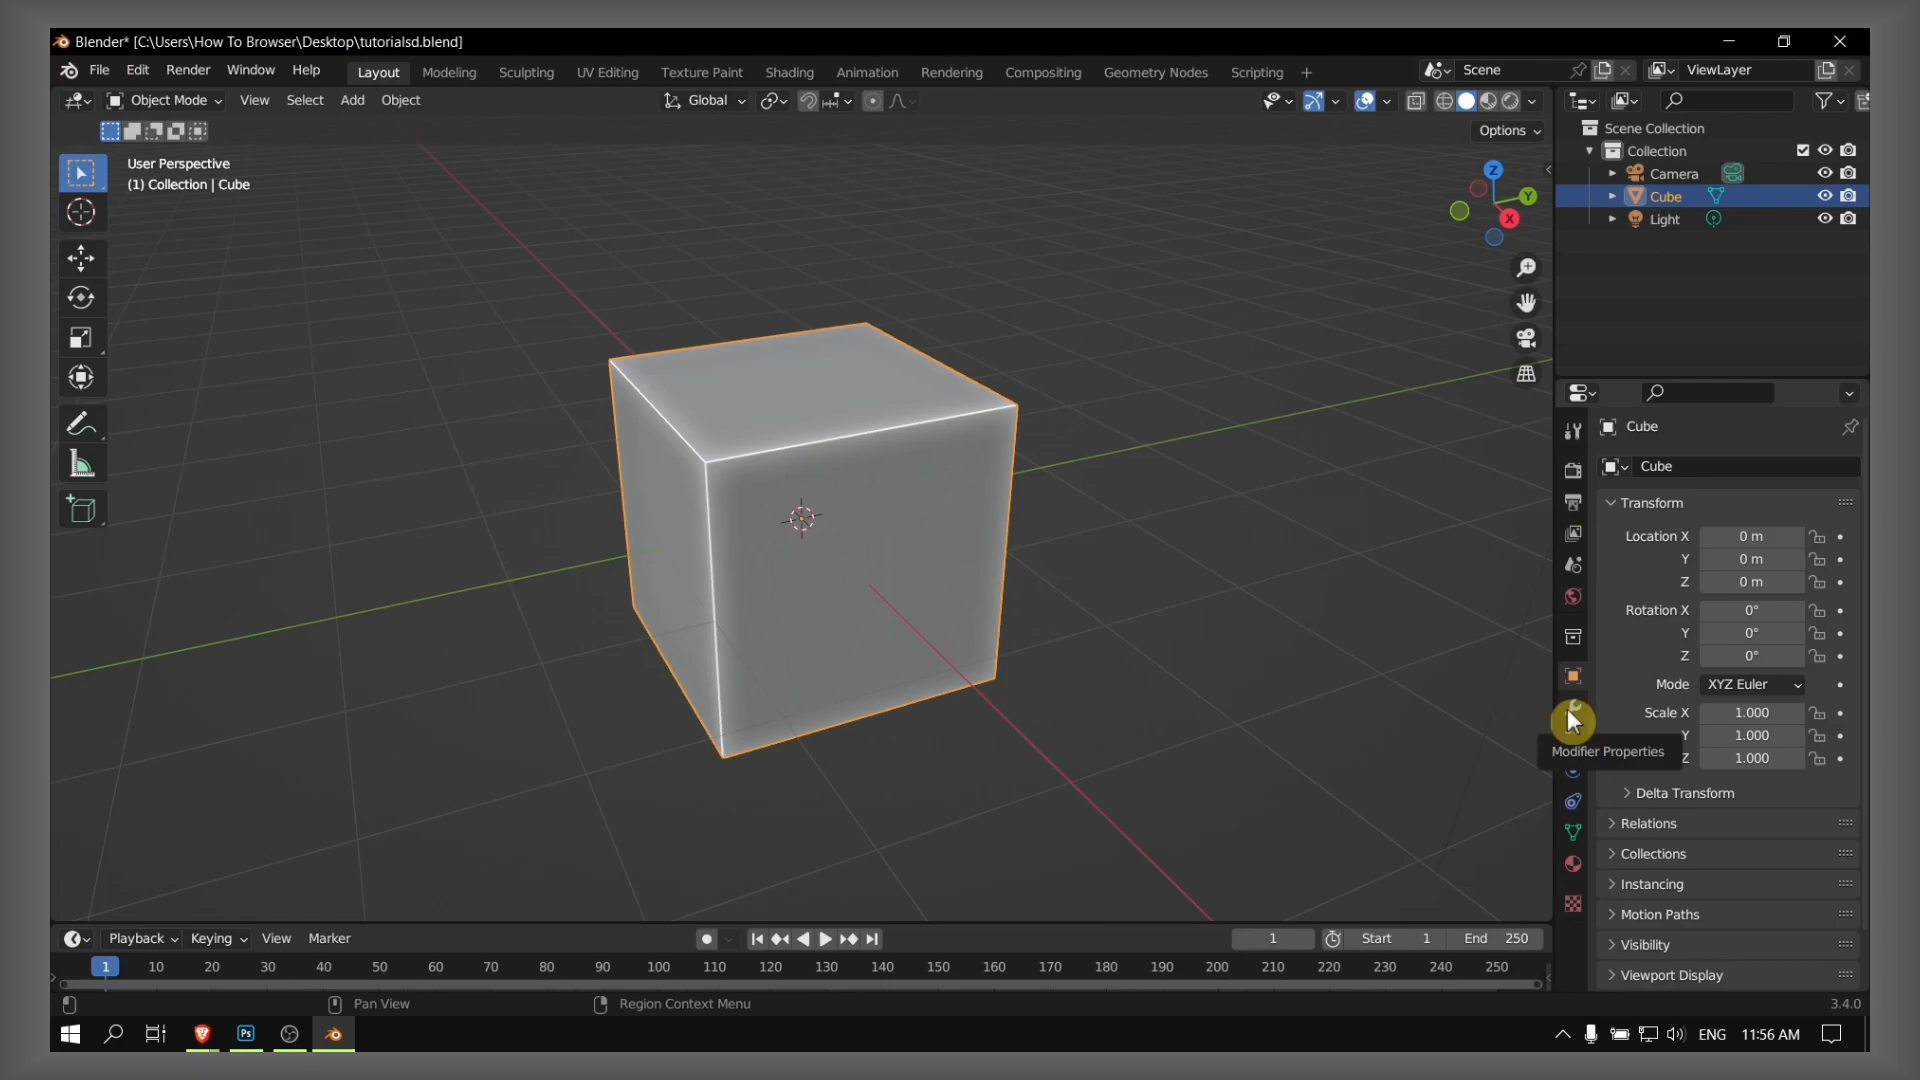 Blender* [C:\Users\How To Browser\Desktop\tutorialsd.blend]
File Edit Render Window Help Layout Modeling Sculpting UV Editing Texture Paint Shading Animation Rendering Compositing Geometry Nodes Scripting + Scene ViewLayer
Object Mode View Select Add Object Global
Options
User Perspective
(1) Collection | Cube
Z
Y
X
Scene Collection
Collection
Camera
Cube
Light
Cube
Cube
Transform
Location X 0 m
Y 0 m
Z 0 m
Rotation X 0°
Y 0°
Z 0°
Mode XYZ Euler
Scale X 1.000
Y 1.000
Modifier Properties
Z 1.000
Delta Transform
Relations
Collections
Instancing
Motion Paths
Visibility
Viewport Display
Playback Keying View Marker 1 Start 1 End 250
1 10 20 30 40 50 60 70 80 90 100 110 120 130 140 150 160 170 180 190 200 210 220 230 240 250
Pan View Region Context Menu 3.4.0
Ps ENG 11:56 AM